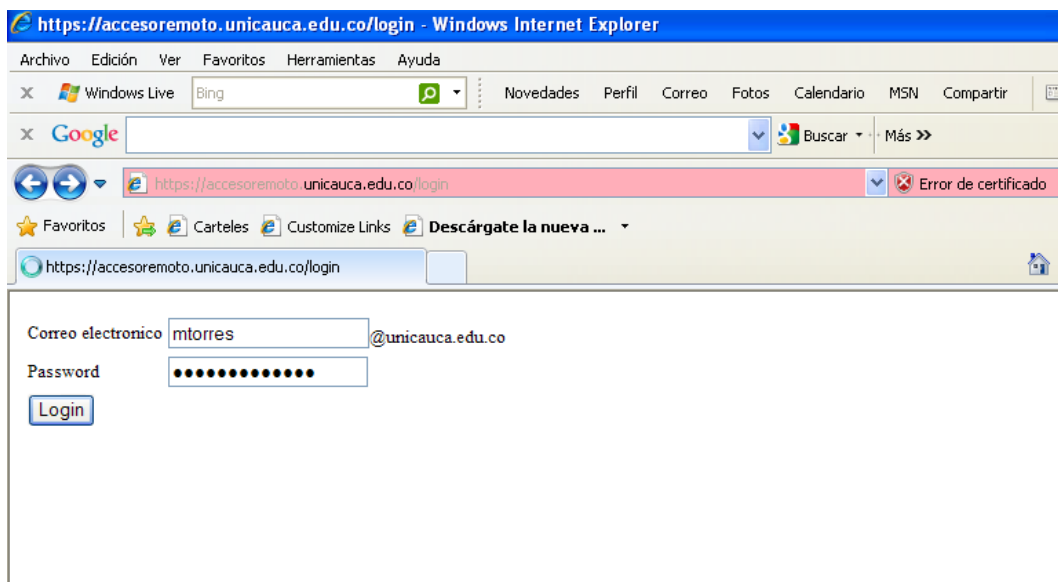 https://accesoremoto.unicauca.edu.co/login - Windows Internet Explorer
Archivo Edición Ver Favoritos Herramientas Ayuda
x Windows Live Bing Novedades Perfil Correo Fotos Calendario MSN Compartir
x Google Buscar Más >>
https://accesoremoto.unicauca.edu.co/login Error de certificado
Favoritos Carteles Customize Links Descárgate la nueva ...
https://accesoremoto.unicauca.edu.co/login
Correo electronico mtorres @unicauca.edu.co
Password •••••••••••••
Login